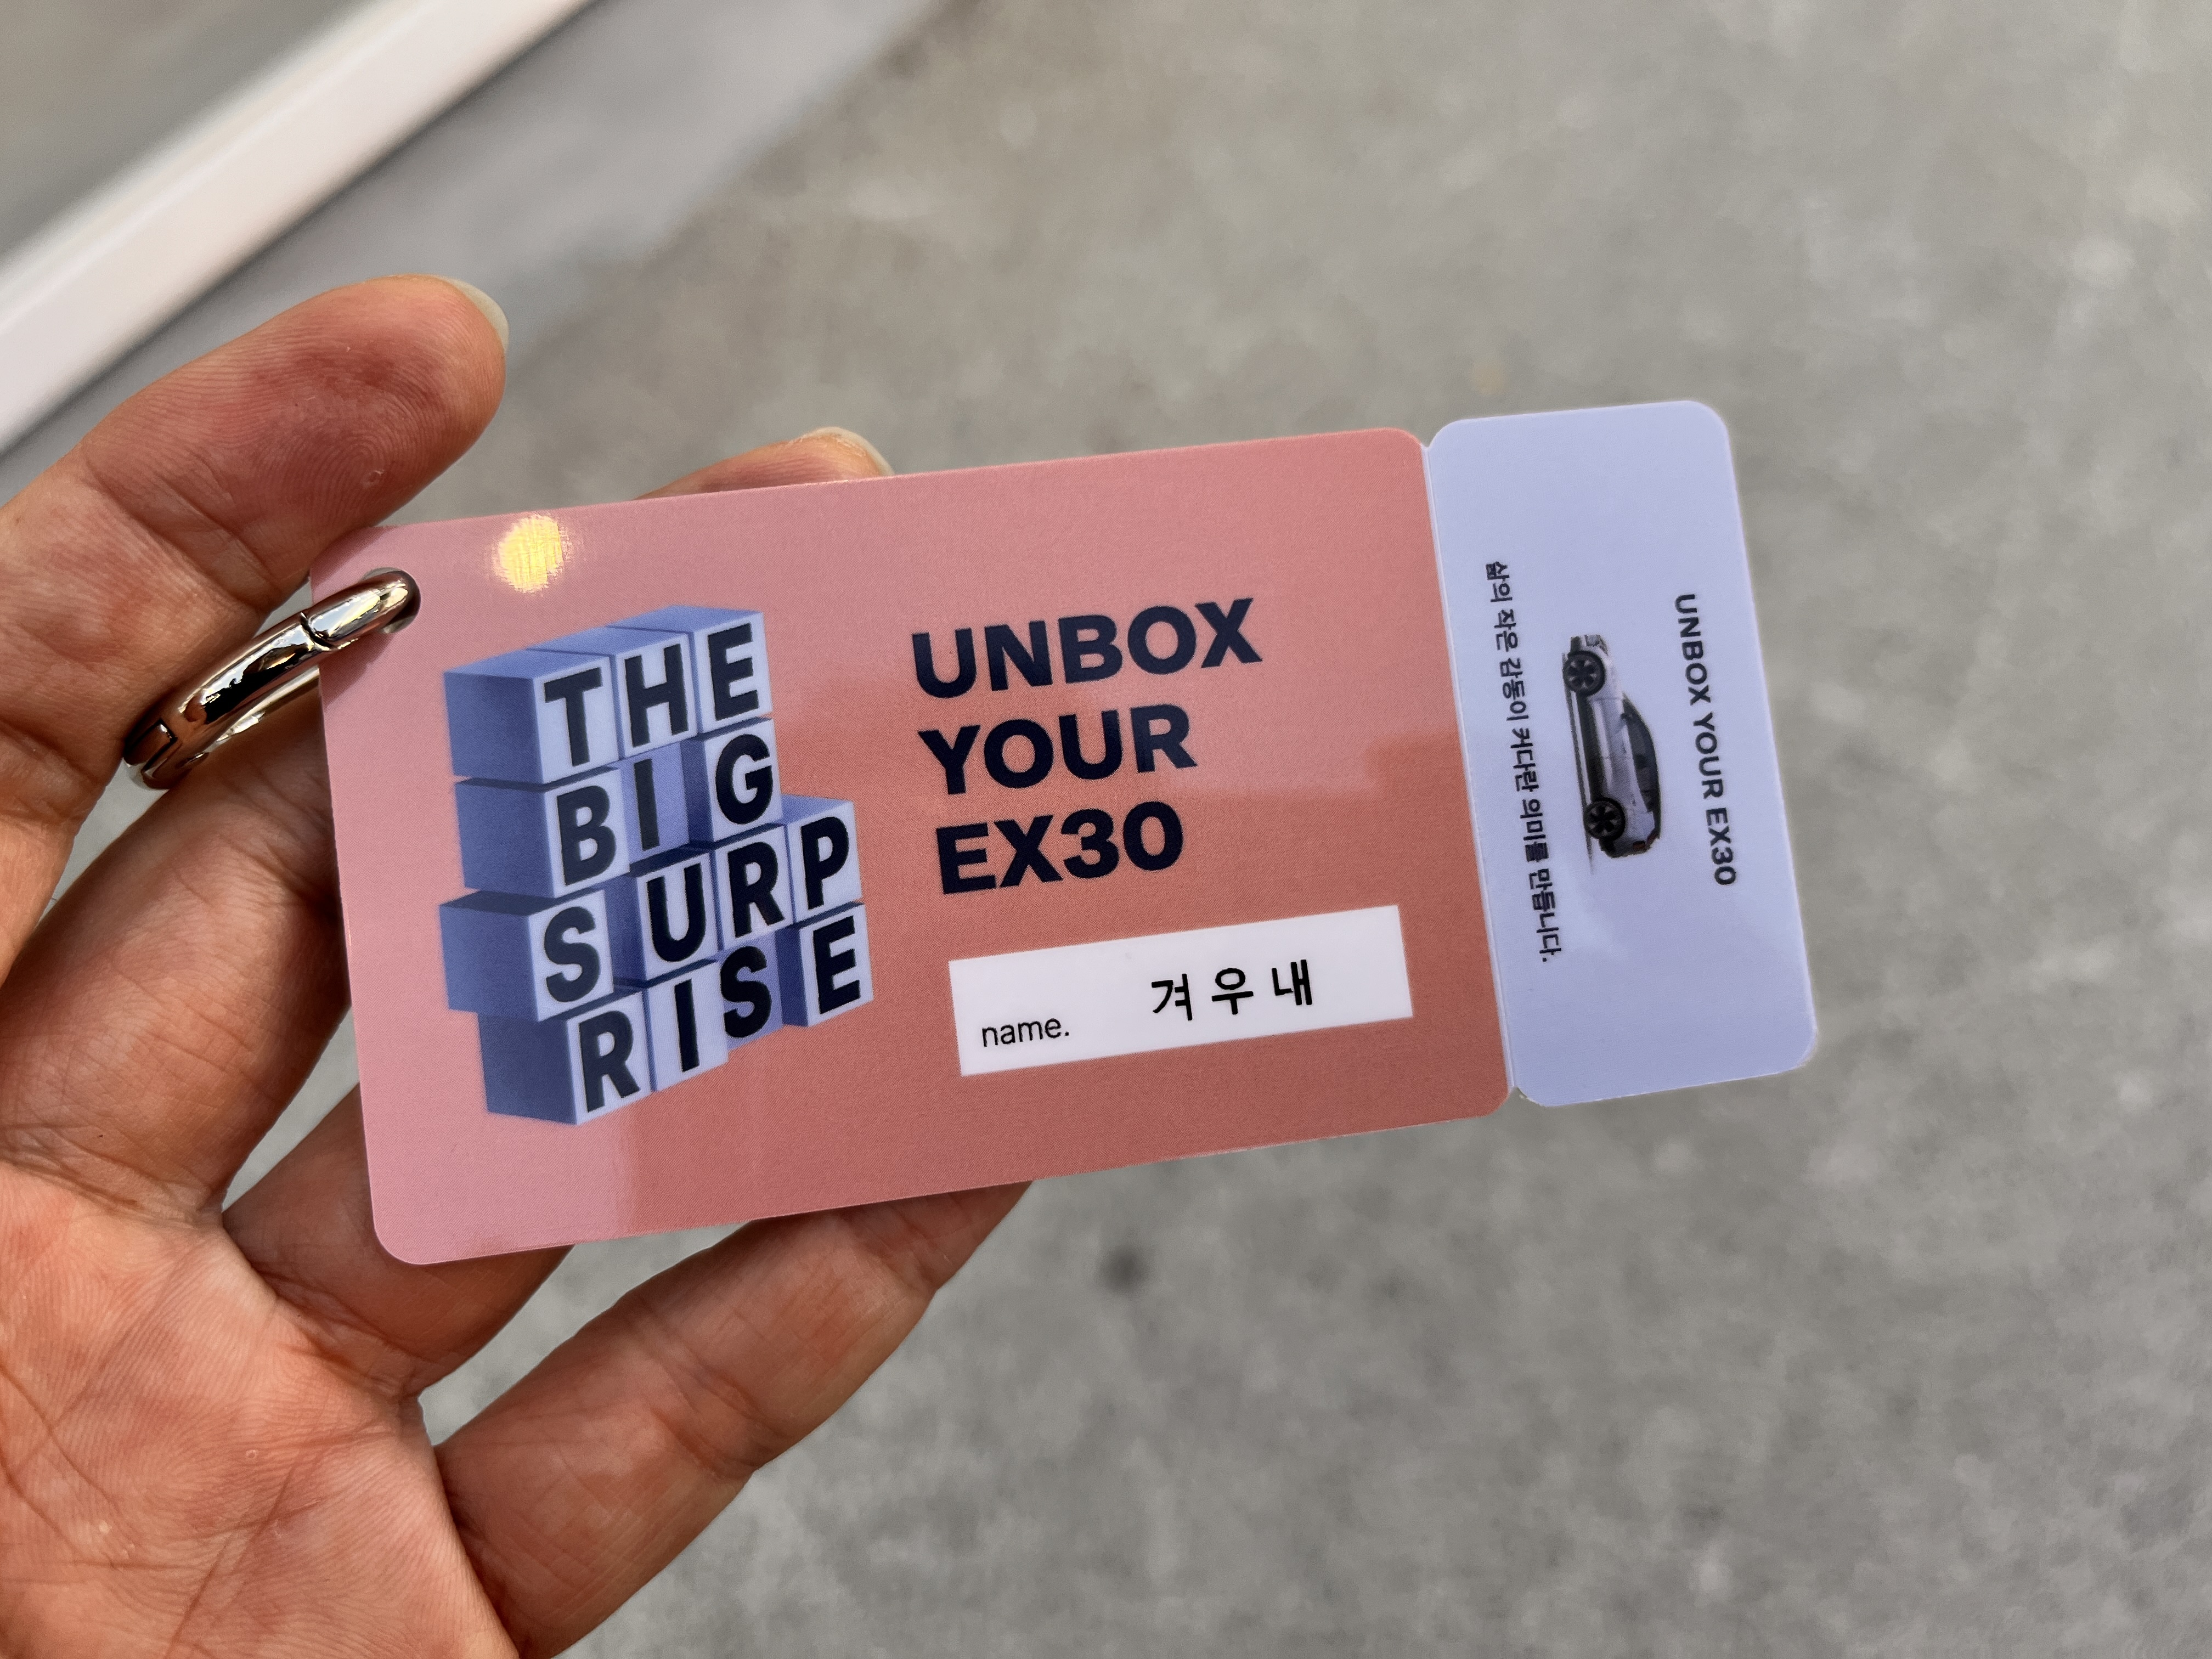 THE
BIG
SURP
RISE
UNBOX
YOUR
EX30
name. 겨우내
UNBOX YOUR EX30
삶의 작은 감동이 커다란 의미를 만듭니다.